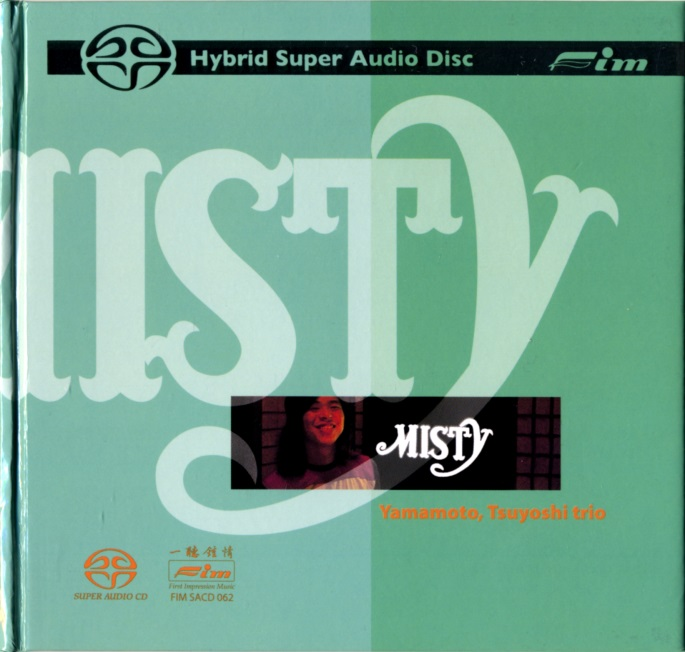 Hybrid Super Audio Disc
Fim
MISTY
MISTY
Yamamoto, Tsuyoshi trio
SUPER AUDIO CD
一聽鍾情
Fim
First Impression Music
FIM SACD 062